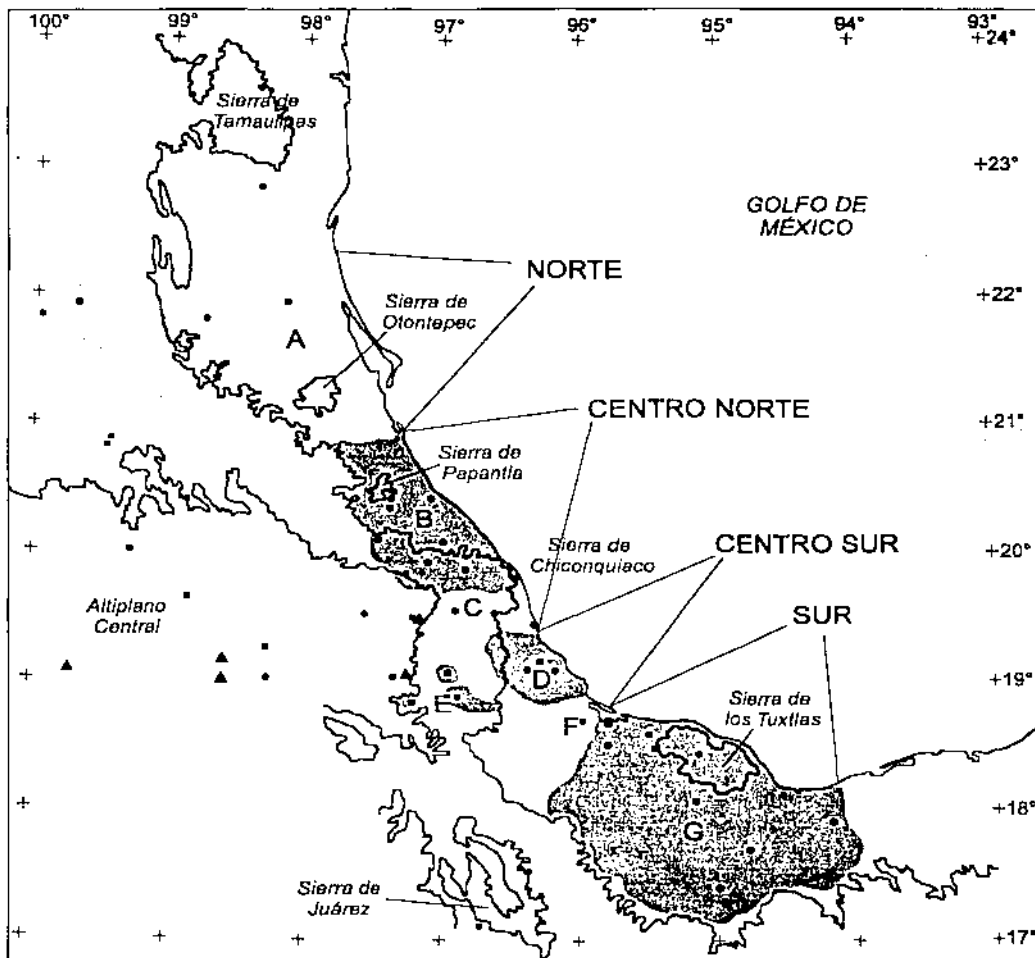 100° 99° 98° 97° 96° 95° 94° 93°
+24°
Sierra de
Tamaulipas
+23°
GOLFO DE
MÉXICO
NORTE
+22°
Sierra de
Otontepec
A
CENTRO NORTE
+21°
Sierra de
Papantla
B
CENTRO SUR
+20°
Sierra de
Chiconquiaco
Altiplano
Central
C
SUR
D
+19°
E
F
Sierra de
los Tuxtlas
+18°
G
Sierra de
Juárez
+17°